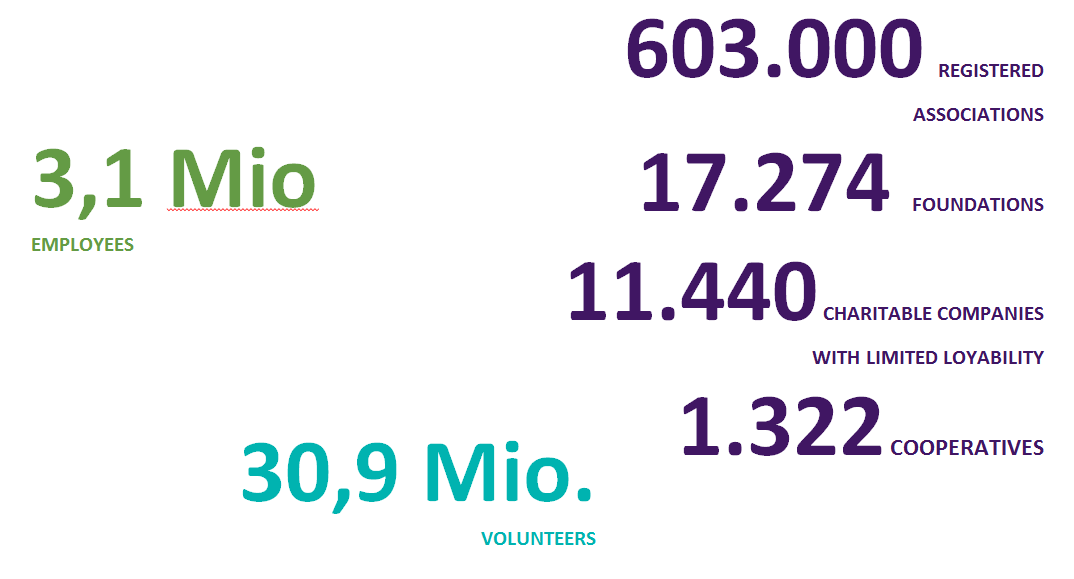 603.000 REGISTERED
ASSOCIATIONS
3,1 Mio
EMPLOYEES
17.274 FOUNDATIONS
11.440 CHARITABLE COMPANIES
WITH LIMITED LOYABILITY
1.322 COOPERATIVES
30,9 Mio.
VOLUNTEERS